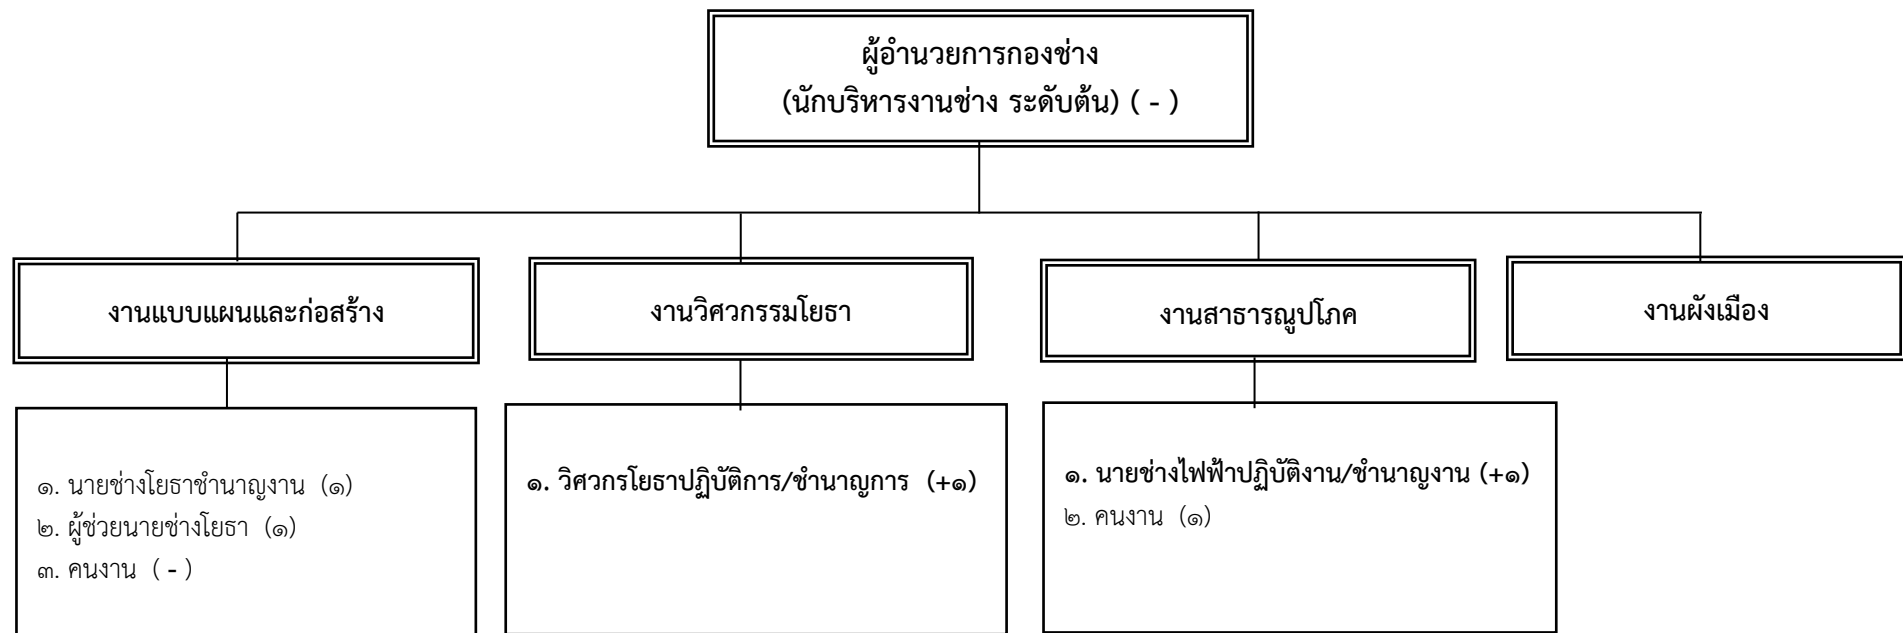 ผู้อำนวยการกองช่าง
(นักบริหารงานช่าง ระดับต้น) ( - )
งานแบบแผนและก่อสร้าง
งานวิศวกรรมโยธา
งานสาธารณูปโภค
งานผังเมือง
๑. นายช่างโยธาชำนาญงาน (๑)
๒. ผู้ช่วยนายช่างโยธา (๑)
๓. คนงาน ( - )
๑. วิศวกรโยธาปฏิบัติการ/ชำนาญการ (+๑)
๑. นายช่างไฟฟ้าปฏิบัติงาน/ชำนาญงาน (+๑)
๒. คนงาน (๑)